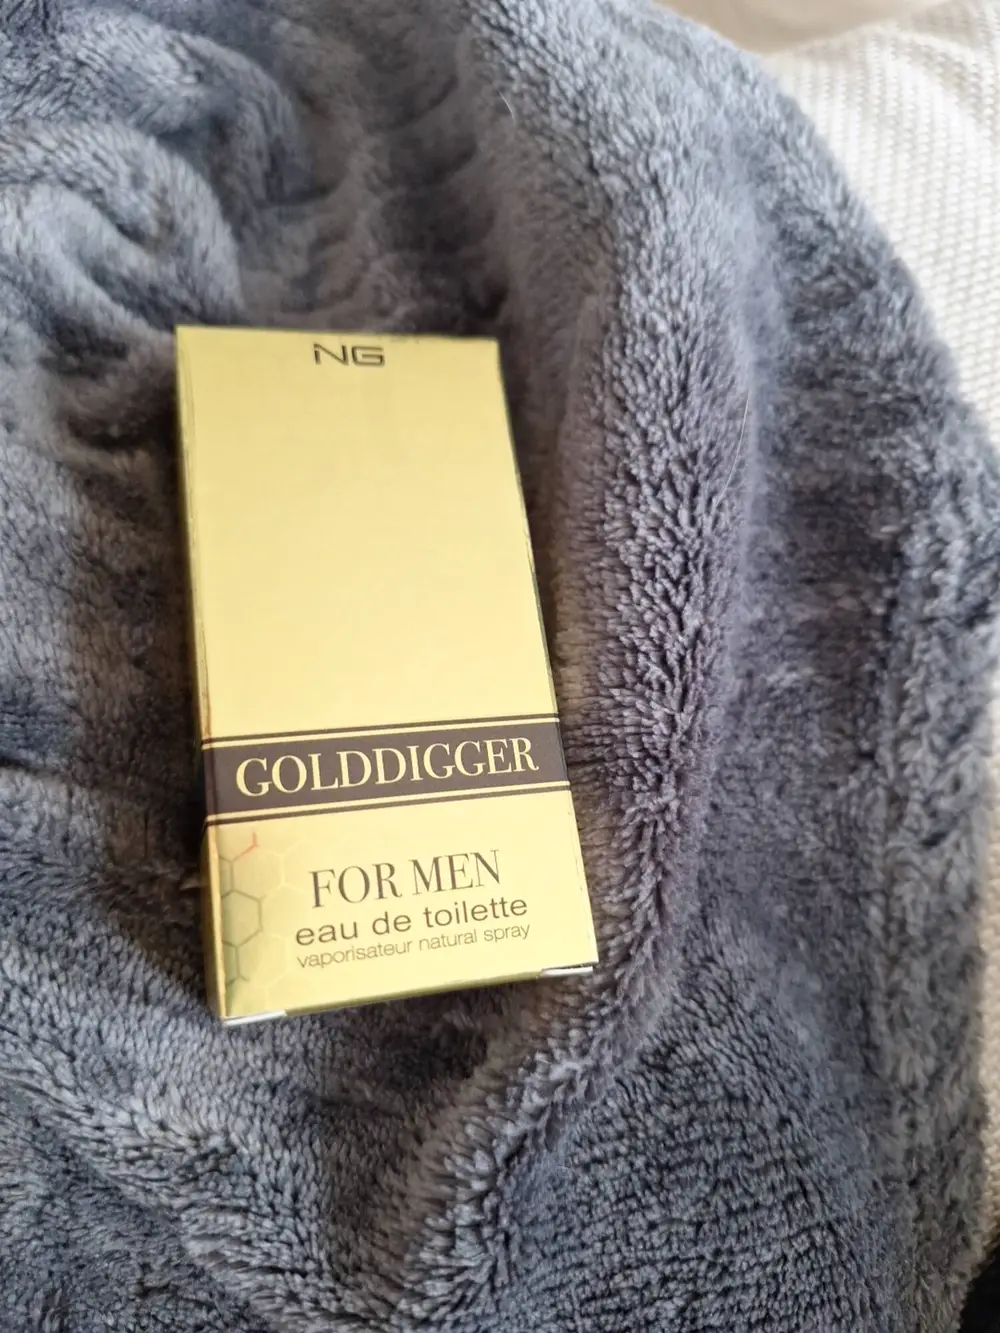 NG
GOLDDIGGER
FOR MEN
eau de toilette
vaporisateur natural spray